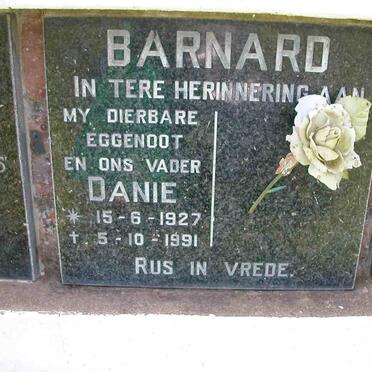 BARNARD
IN TERE HERINNERING AAN
MY DIERBARE
EGGENOOT
EN ONS VADER
DANIE
* 15-6-1927
† 5-10-1991
RUS IN VREDE.